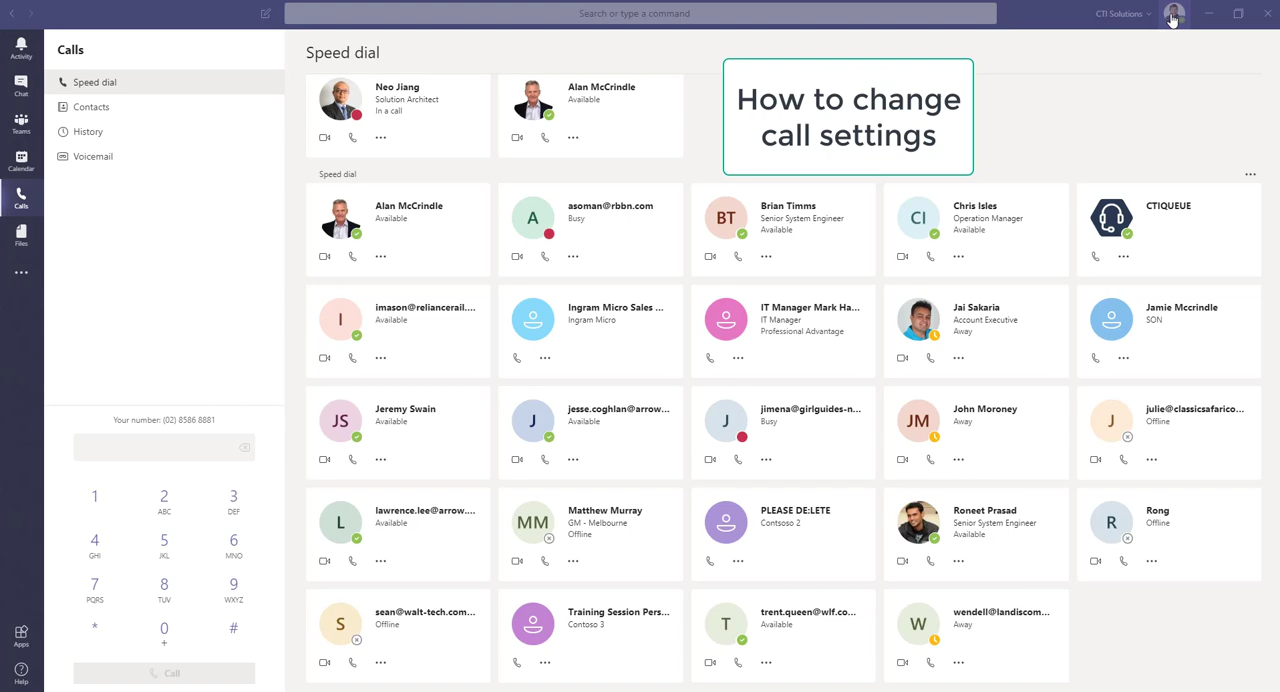 Search or type a command
CTI Solutions
Activity
Chat
Teams
Calendar
Calls
Files
Apps
Help
Calls
Speed dial
Contacts
History
Voicemail
Your number: (02) 8586 8881
1
2
ABC
3
DEF
4
GHI
5
JKL
6
MNO
7
PQRS
8
TUV
9
WXYZ
*
0
+
#
Call
Speed dial
How to change
call settings
Neo Jiang
Solution Architect
In a call
Alan McCrindle
Available
Speed dial
Alan McCrindle
Available
A
asoman@rbbn.com
Busy
BT
Brian Timms
Senior System Engineer
Available
CI
Chris Isles
Operation Manager
Available
CTIQUEUE
I
imason@reliancerail....
Available
Ingram Micro Sales ...
Ingram Micro
IT Manager Mark Ha...
IT Manager
Professional Advantage
Jai Sakaria
Account Executive
Away
Jamie Mccrindle
SON
JS
Jeremy Swain
Available
J
jesse.coghlan@arrow...
Available
J
jimena@girlguides-n...
Busy
JM
John Moroney
Away
J
julie@classicsafarico...
Offline
L
lawrence.lee@arrow....
Available
MM
Matthew Murray
GM - Melbourne
Offline
PLEASE DE:LETE
Contoso 2
Roneet Prasad
Senior System Engineer
Available
R
Rong
Offline
S
sean@walt-tech.com...
Offline
Training Session Pers...
Contoso 3
T
trent.queen@wlf.co...
Available
W
wendell@landiscom...
Away